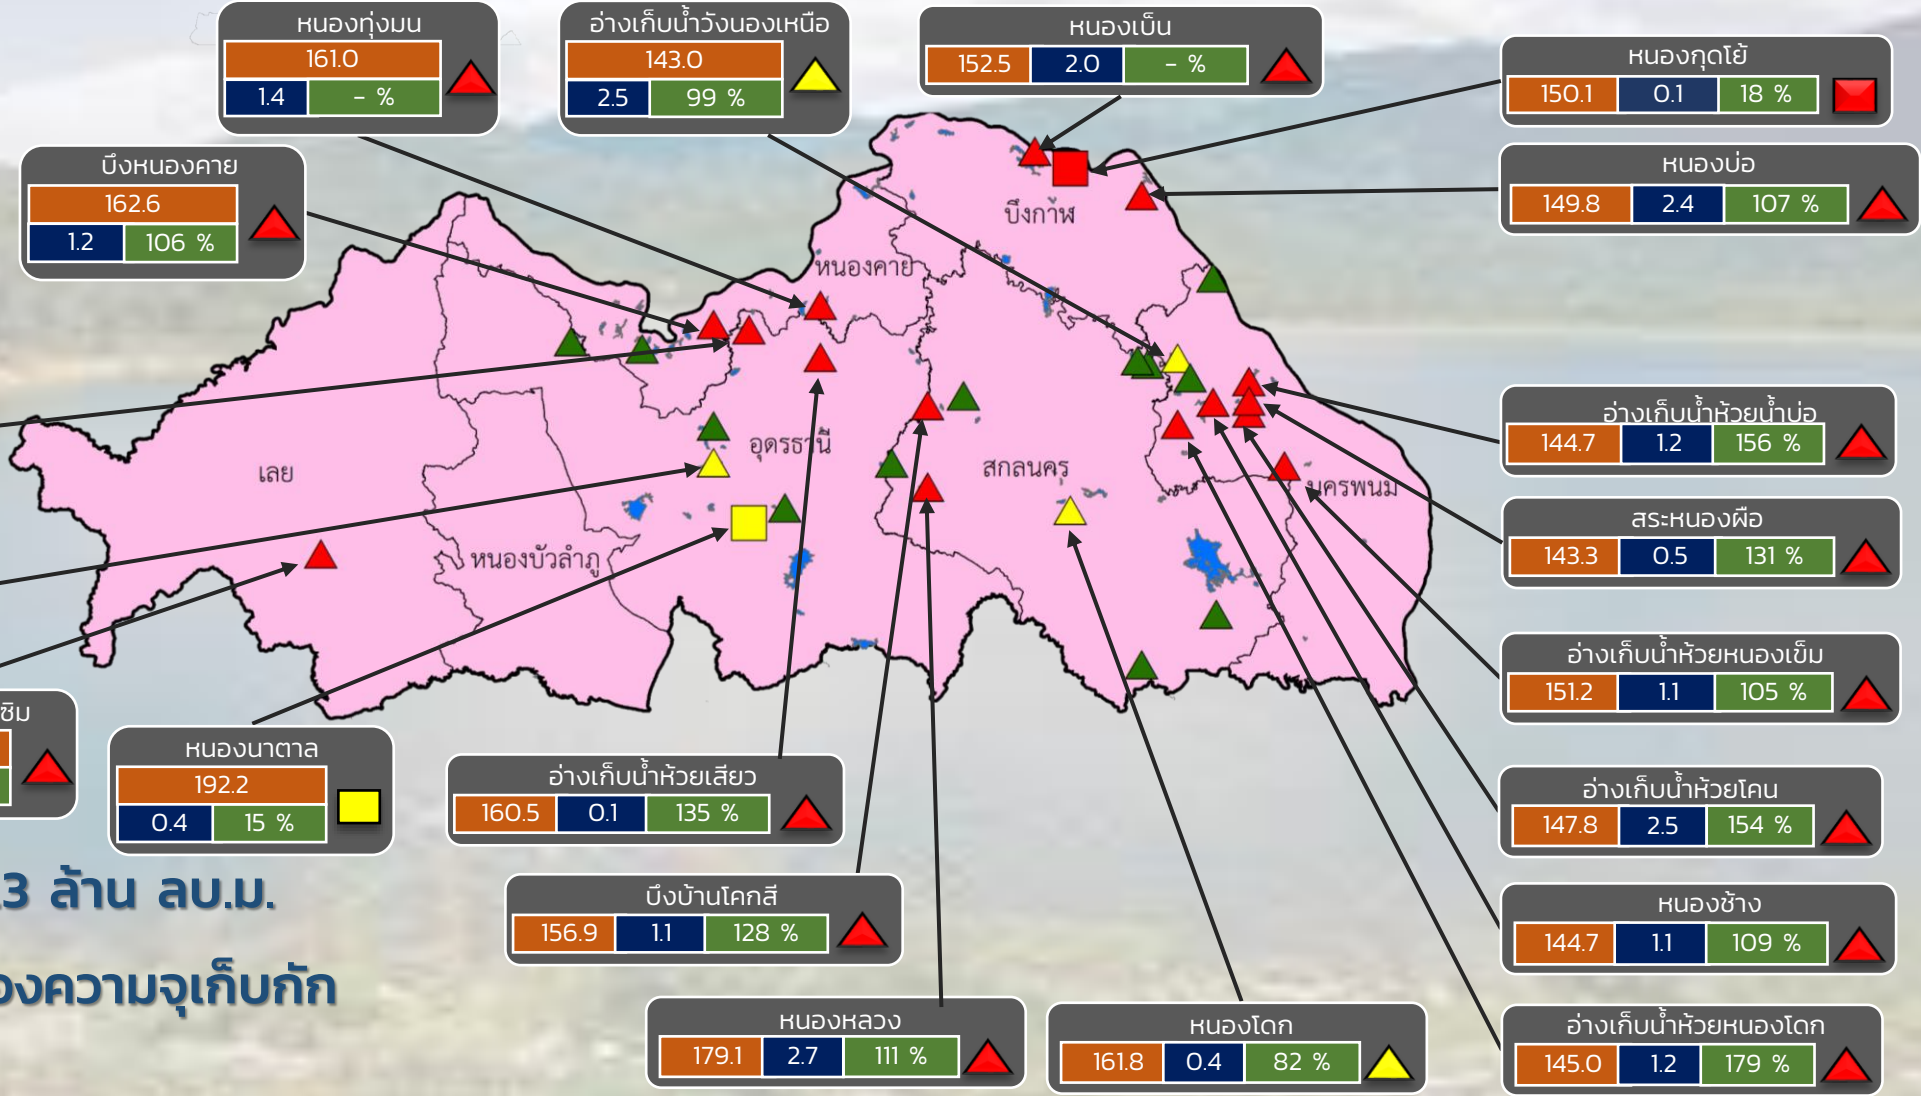 หนองทุ่งมน
161.0
1.4 - %
อ่างเก็บน้ำวังนองเหนือ
143.0
2.5 99 %
หนองเบ็น
152.5 2.0 - %
หนองกุดโย้
150.1 0.1 18 %
บึงหนองคาย
162.6
1.2 106 %
หนองบ่อ
149.8 2.4 107 %
บึงกาฬ
หนองคาย
อุดรธานี
เลย
สกลนคร
นครพนม
หนองบัวลำภู
อ่างเก็บน้ำห้วยน้ำบ่อ
144.7 1.2 156 %
สระหนองผือ
143.3 0.5 131 %
อ่างเก็บน้ำห้วยหนองเข็ม
151.2 1.1 105 %
ซิม
หนองนาตาล
192.2
0.4 15 %
อ่างเก็บน้ำห้วยเสียว
160.5 0.1 135 %
อ่างเก็บน้ำห้วยโคน
147.8 2.5 154 %
.3 ล้าน ลบ.ม.
บึงบ้านโคกสี
156.9 1.1 128 %
หนองช้าง
144.7 1.1 109 %
องความจุเก็บกัก
หนองหลวง
179.1 2.7 111 %
หนองโดก
161.8 0.4 82 %
อ่างเก็บน้ำห้วยหนองโดก
145.0 1.2 179 %